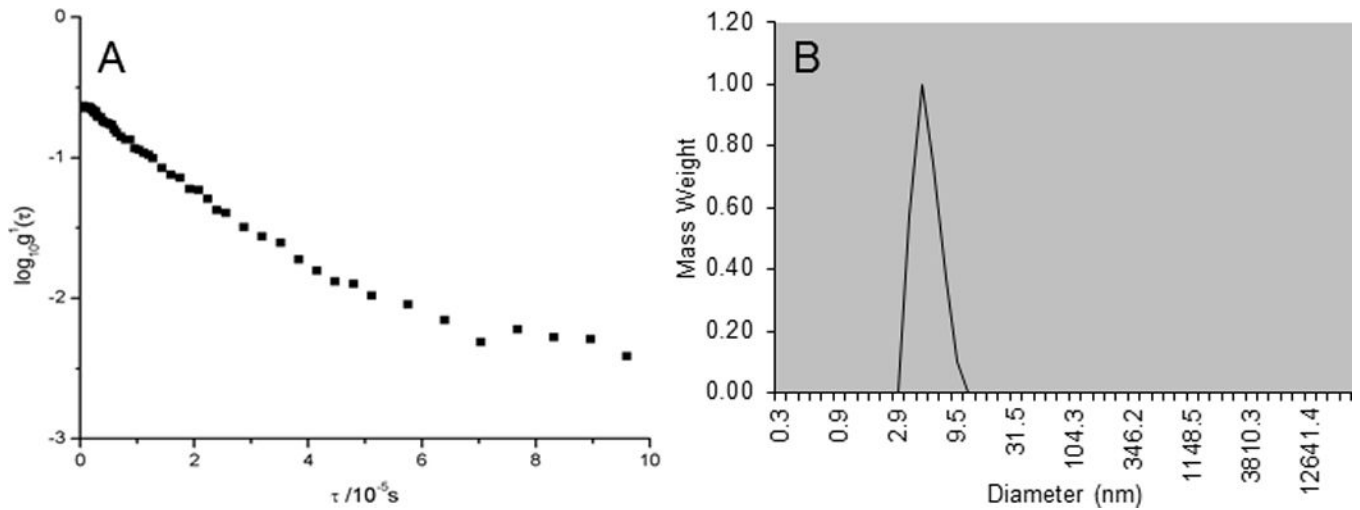 A
0
-1
-2
-3
log₁₀g¹(τ)
0 2 4 6 8 10
τ /10⁻⁵s
B
1.20
1.00
0.80
0.60
0.40
0.20
0.00
Mass Weight
0.3 0.9 2.9 9.5 31.5 104.3 346.2 1148.5 3810.3 12641.4
Diameter (nm)